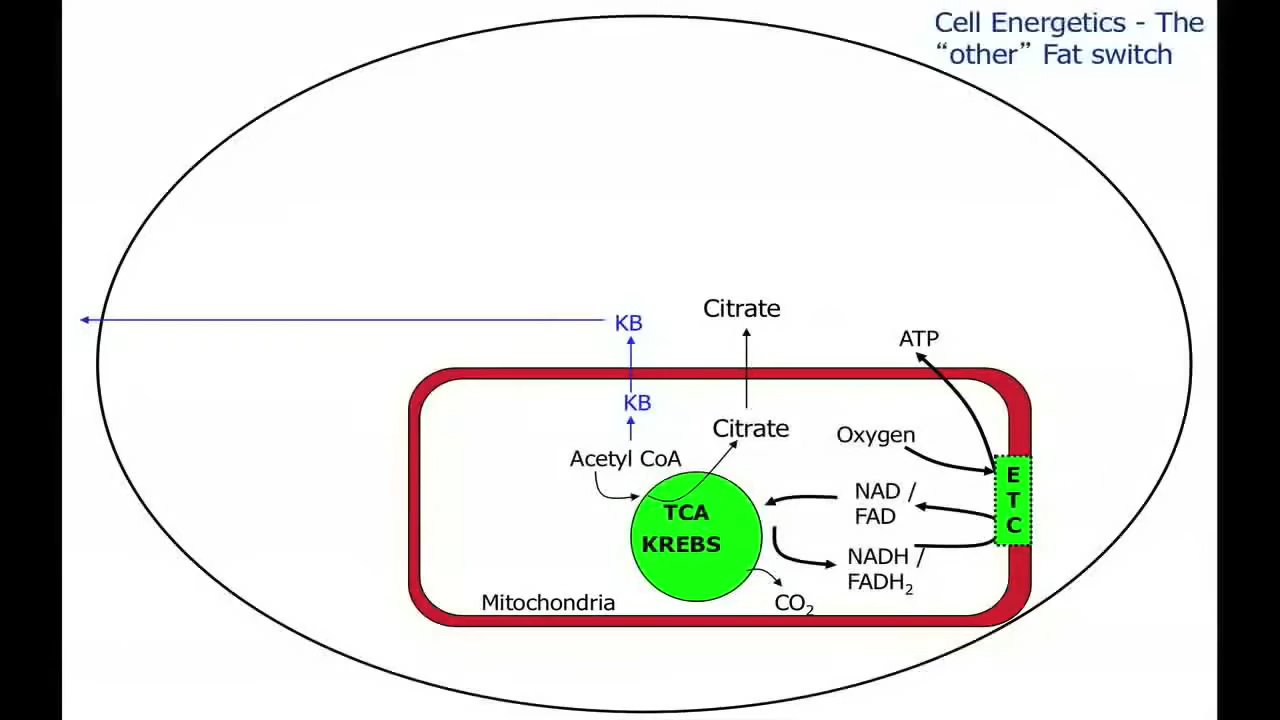 Cell Energetics - The
“other” Fat switch
KB
Citrate
ATP
KB
Citrate
Oxygen
Acetyl CoA
E
T
C
NAD /
FAD
TCA
KREBS
NADH /
FADH₂
Mitochondria
CO₂